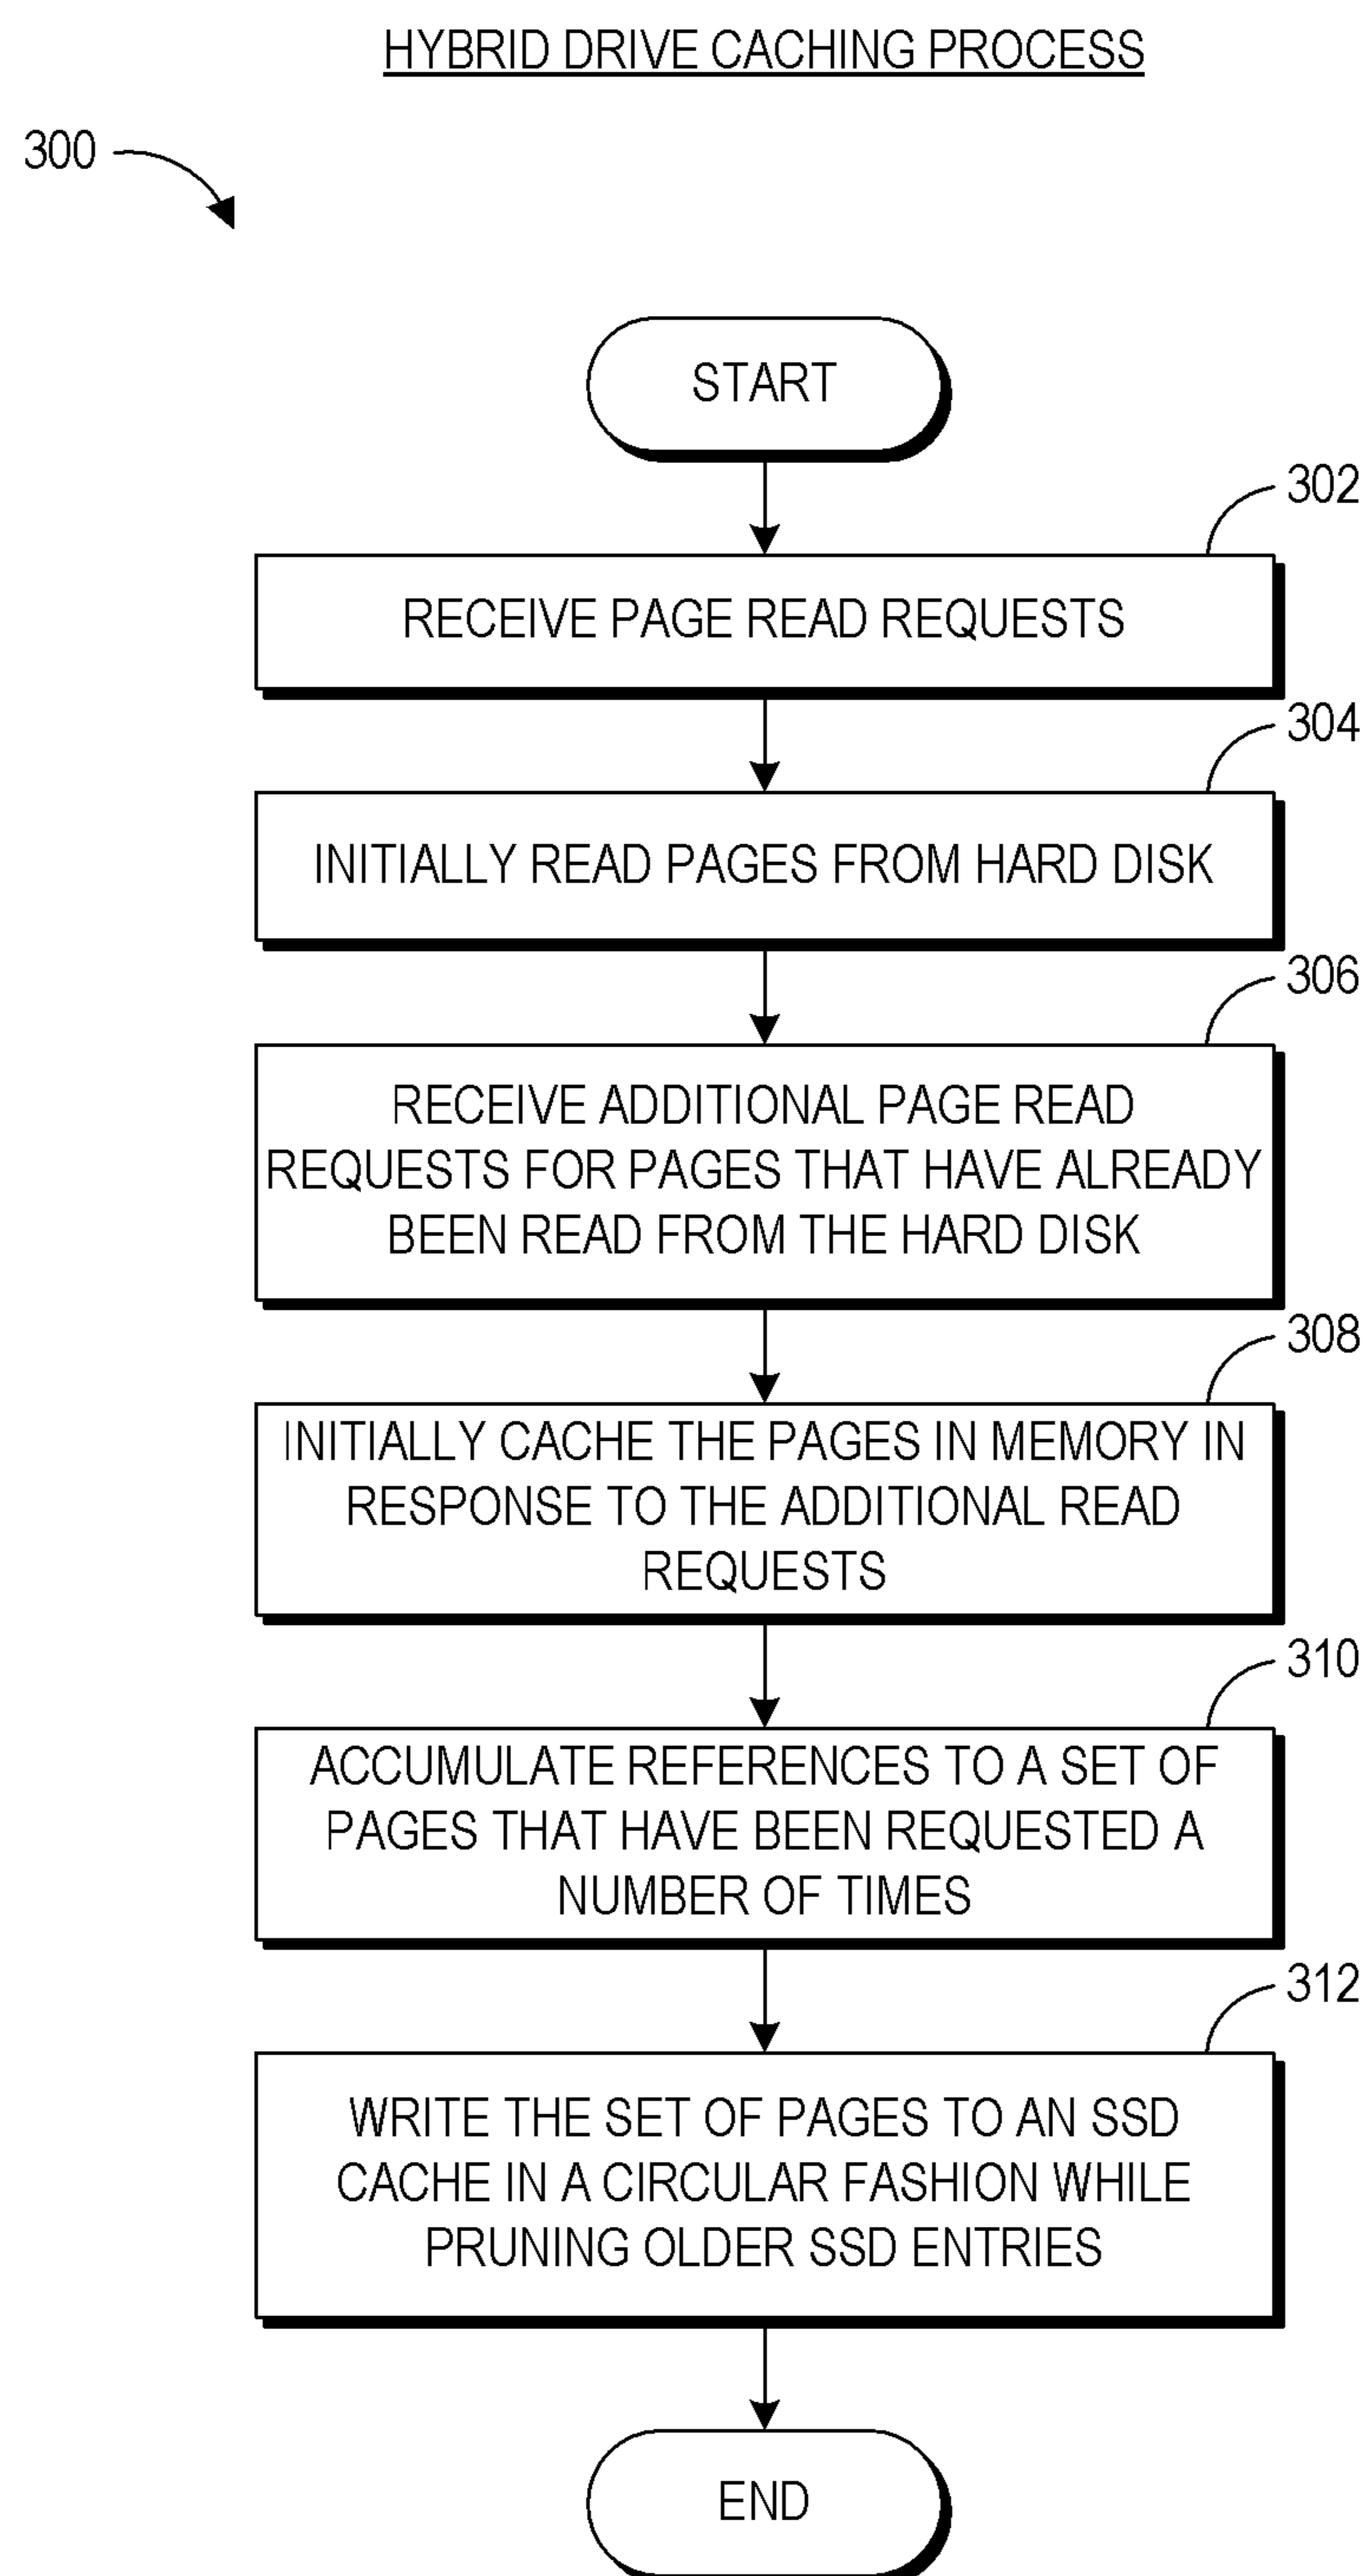 HYBRID DRIVE CACHING PROCESS
300
START
302
RECEIVE PAGE READ REQUESTS
304
INITIALLY READ PAGES FROM HARD DISK
306
RECEIVE ADDITIONAL PAGE READ
REQUESTS FOR PAGES THAT HAVE ALREADY
BEEN READ FROM THE HARD DISK
308
INITIALLY CACHE THE PAGES IN MEMORY IN
RESPONSE TO THE ADDITIONAL READ
REQUESTS
310
ACCUMULATE REFERENCES TO A SET OF
PAGES THAT HAVE BEEN REQUESTED A
NUMBER OF TIMES
312
WRITE THE SET OF PAGES TO AN SSD
CACHE IN A CIRCULAR FASHION WHILE
PRUNING OLDER SSD ENTRIES
END